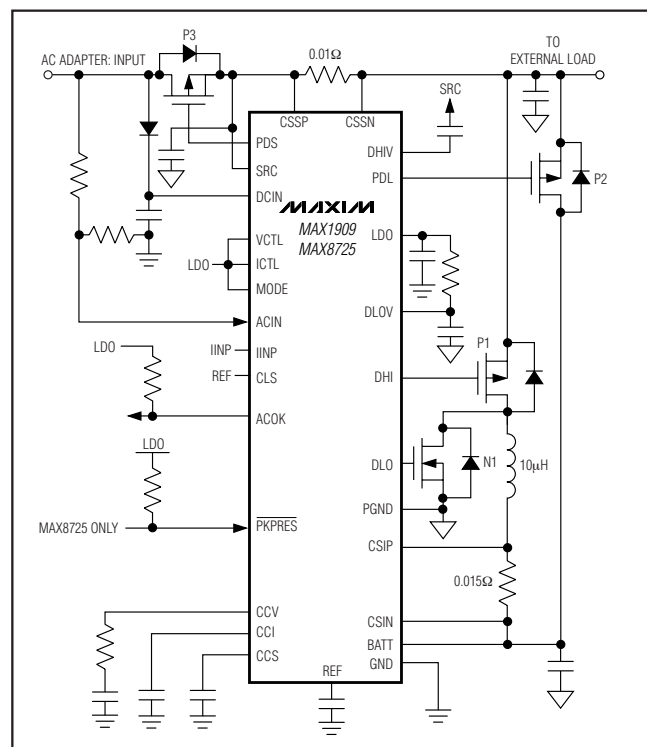 P3
AC ADAPTER: INPUT
0.01Ω
TO
EXTERNAL LOAD
CSSP
CSSN
SRC
PDS
DHIV
SRC
PDL
P2
DCIN
MAXIM
MAX1909
MAX8725
LDO
VCTL
LDO
ICTL
MODE
DLOV
ACIN
P1
LDO
IINP
IINP
DHI
REF
CLS
ACOK
LDO
DLO
N1
10μH
PGND
MAX8725 ONLY
PKPRES
CSIP
0.015Ω
CCV
CSIN
CCI
BATT
CCS
REF
GND